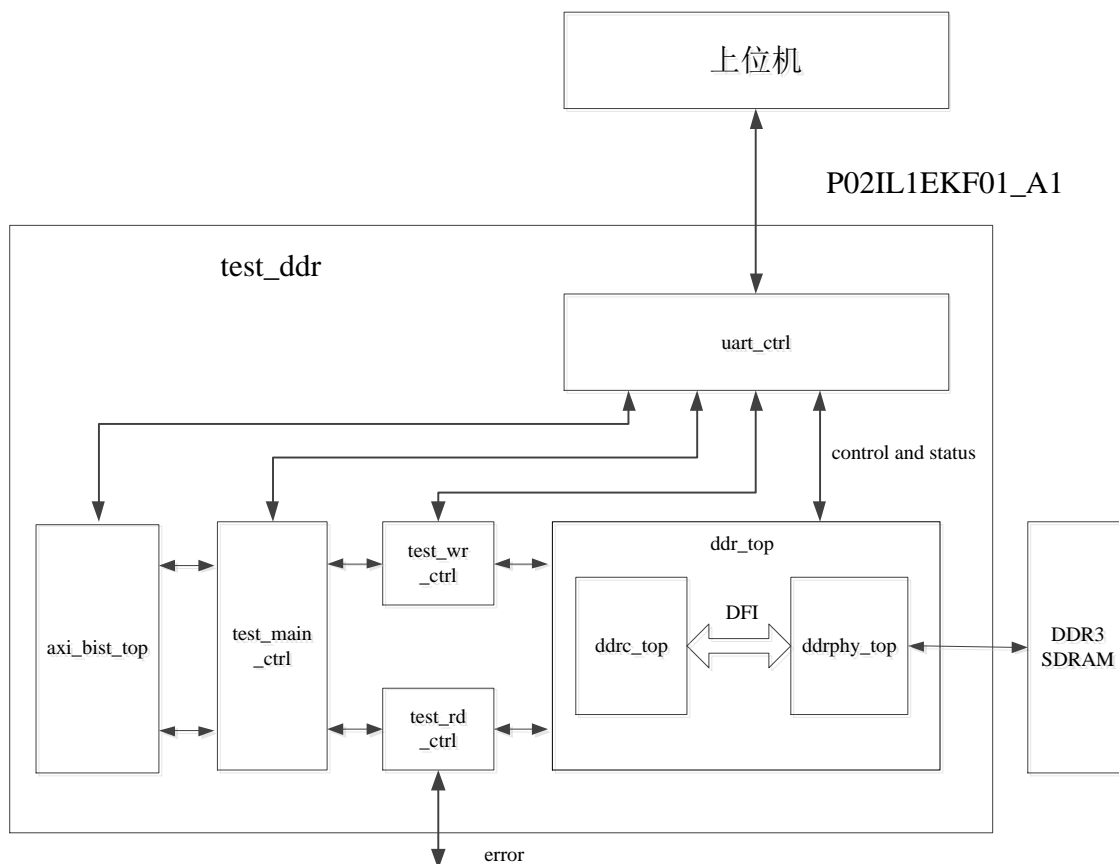 上位机
P02IL1EKF01_A1
test_ddr
uart_ctrl
control and status
axi_bist_top
test_main
_ctrl
test_wr
_ctrl
test_rd
_ctrl
ddr_top
ddrc_top
DFI
ddrphy_top
DDR3
SDRAM
error